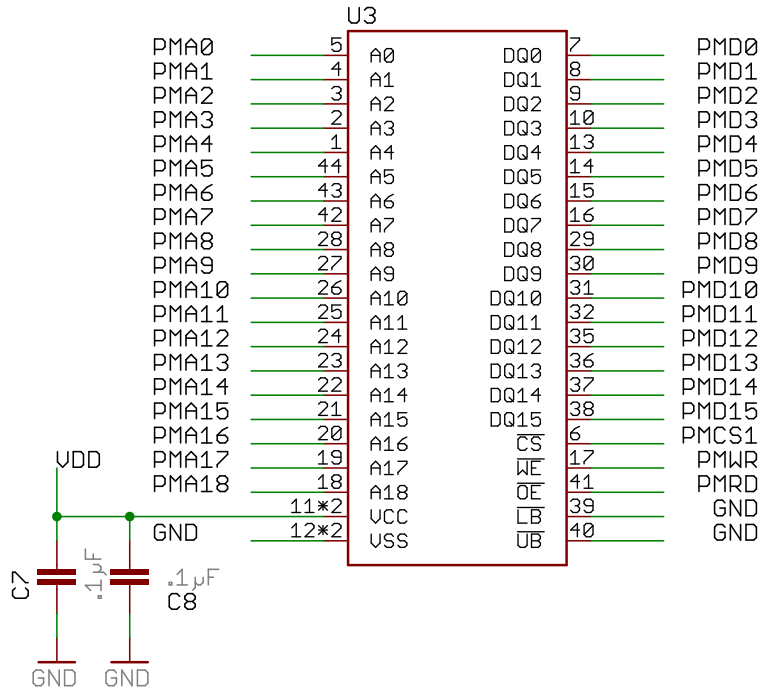 U3
PMA0 5 A0 DQ0 7 PMD0
PMA1 4 A1 DQ1 8 PMD1
PMA2 3 A2 DQ2 9 PMD2
PMA3 2 A3 DQ3 10 PMD3
PMA4 1 A4 DQ4 13 PMD4
PMA5 44 A5 DQ5 14 PMD5
PMA6 43 A6 DQ6 15 PMD6
PMA7 42 A7 DQ7 16 PMD7
PMA8 28 A8 DQ8 29 PMD8
PMA9 27 A9 DQ9 30 PMD9
PMA10 26 A10 DQ10 31 PMD10
PMA11 25 A11 DQ11 32 PMD11
PMA12 24 A12 DQ12 35 PMD12
PMA13 23 A13 DQ13 36 PMD13
PMA14 22 A14 DQ14 37 PMD14
PMA15 21 A15 DQ15 38 PMD15
PMA16 20 A16 CS 6 PMCS1
VDD PMA17 19 A17 WE 17 PMWR
PMA18 18 A18 OE 41 PMRD
11*2 VCC LB 39 GND
GND 12*2 VSS UB 40 GND
C7 .1µF .1µF
C8
GND GND